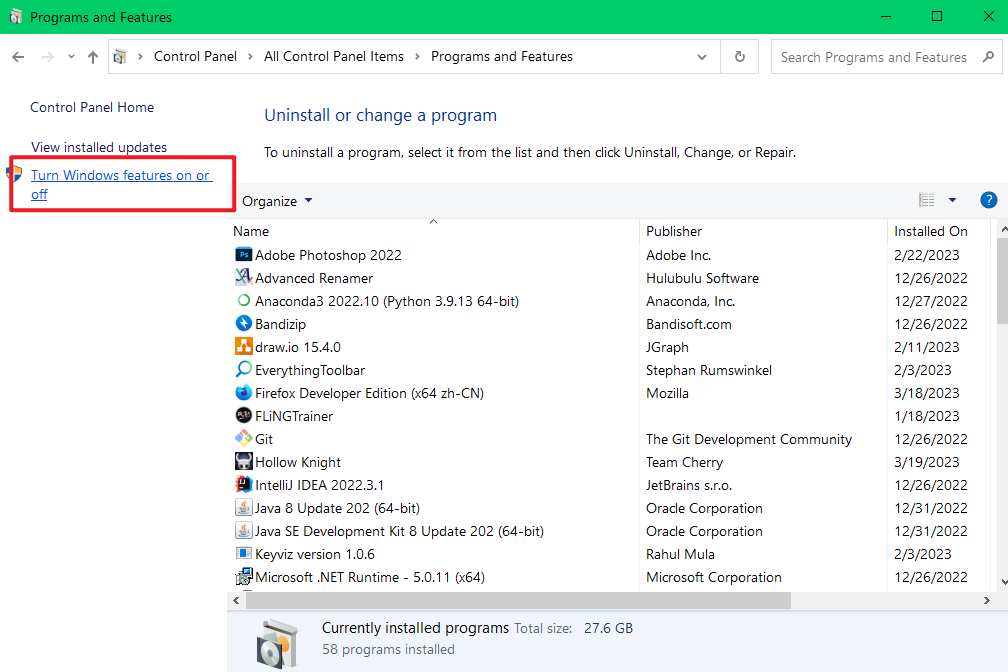 Programs and Features
Control Panel > All Control Panel Items > Programs and Features
Search Programs and Features
Control Panel Home
View installed updates
Turn Windows features on or
off
Uninstall or change a program
To uninstall a program, select it from the list and then click Uninstall, Change, or Repair.
Organize
?
Name Publisher Installed On
Ps Adobe Photoshop 2022 Adobe Inc. 2/22/2023
Advanced Renamer Hulubulu Software 12/26/2022
Anaconda3 2022.10 (Python 3.9.13 64-bit) Anaconda, Inc. 12/27/2022
Bandizip Bandisoft.com 12/26/2022
draw.io 15.4.0 JGraph 2/11/2023
EverythingToolbar Stephan Rumswinkel 2/3/2023
Firefox Developer Edition (x64 zh-CN) Mozilla 3/18/2023
FLiNGTrainer 1/18/2023
Git The Git Development Community 12/26/2022
Hollow Knight Team Cherry 3/19/2023
IntelliJ IDEA 2022.3.1 JetBrains s.r.o. 12/26/2022
Java 8 Update 202 (64-bit) Oracle Corporation 12/31/2022
Java SE Development Kit 8 Update 202 (64-bit) Oracle Corporation 12/31/2022
Keyviz version 1.0.6 Rahul Mula 2/3/2023
Microsoft .NET Runtime - 5.0.11 (x64) Microsoft Corporation 12/26/2022
Currently installed programs Total size: 27.6 GB
58 programs installed